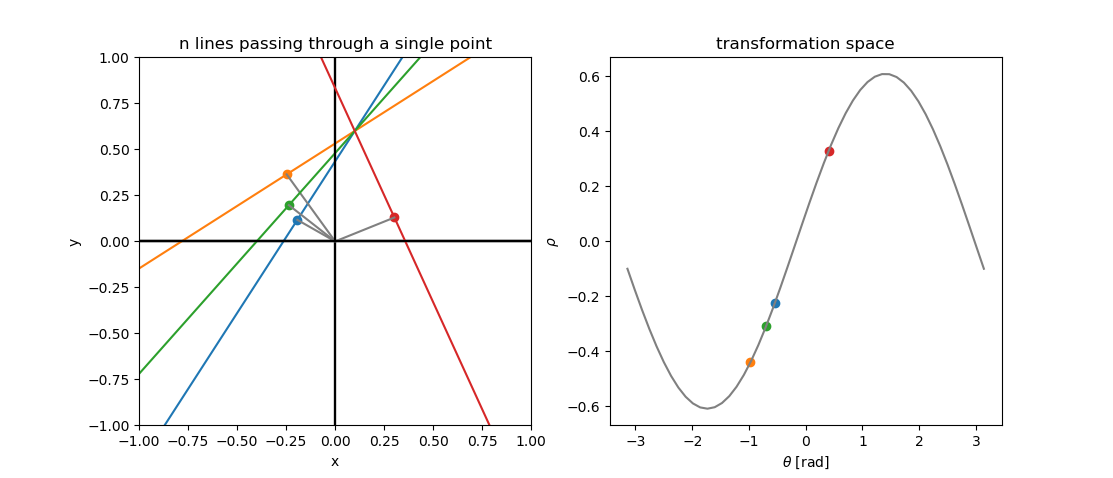 n lines passing through a single point
1.00
0.75
0.50
0.25
0.00
−0.25
−0.50
−0.75
−1.00
y
−1.00 −0.75 −0.50 −0.25 0.00 0.25 0.50 0.75 1.00
x
transformation space
0.6
0.4
0.2
0.0
−0.2
−0.4
−0.6
ρ
−3 −2 −1 0 1 2 3
θ [rad]